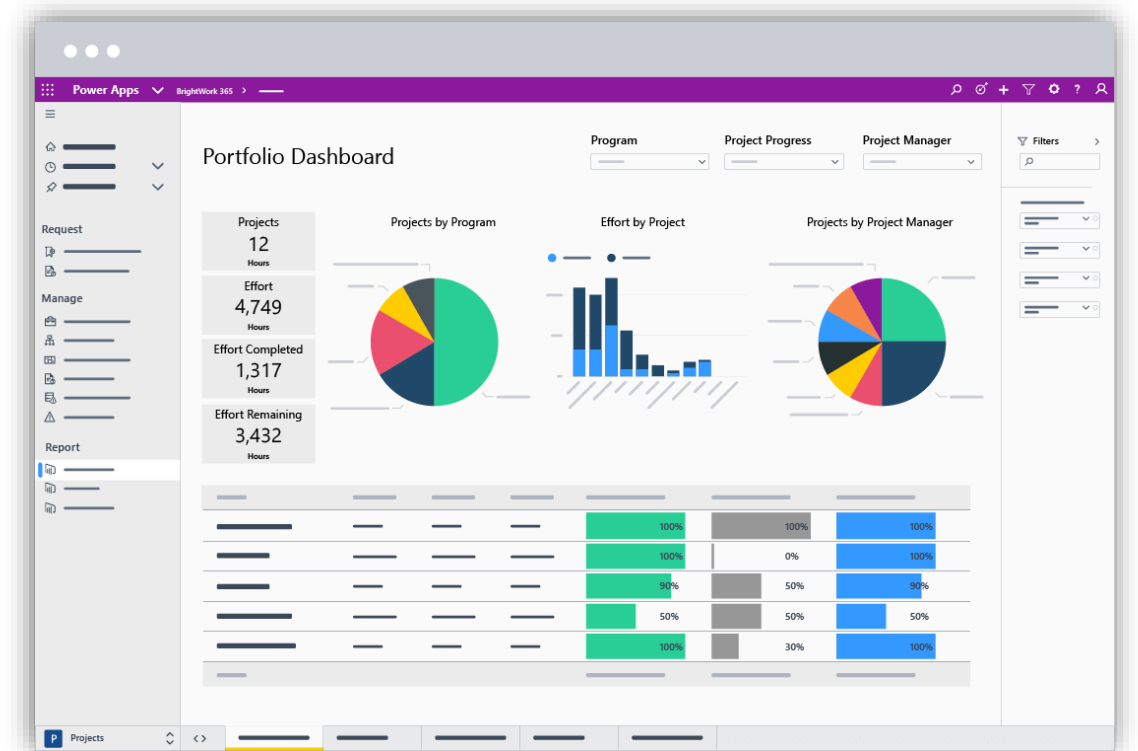 Power Apps
BrightWork 365 >
?
Portfolio Dashboard
Program
Project Progress
Project Manager
Filters
Request
Manage
Report
Projects
12
Hours
Effort
4,749
Hours
Effort Completed
1,317
Hours
Effort Remaining
3,432
Hours
Projects by Program
Effort by Project
Projects by Project Manager
100% 100% 100%
100% 0% 100%
90% 50% 90%
50% 50% 50%
100% 30% 100%
P Projects